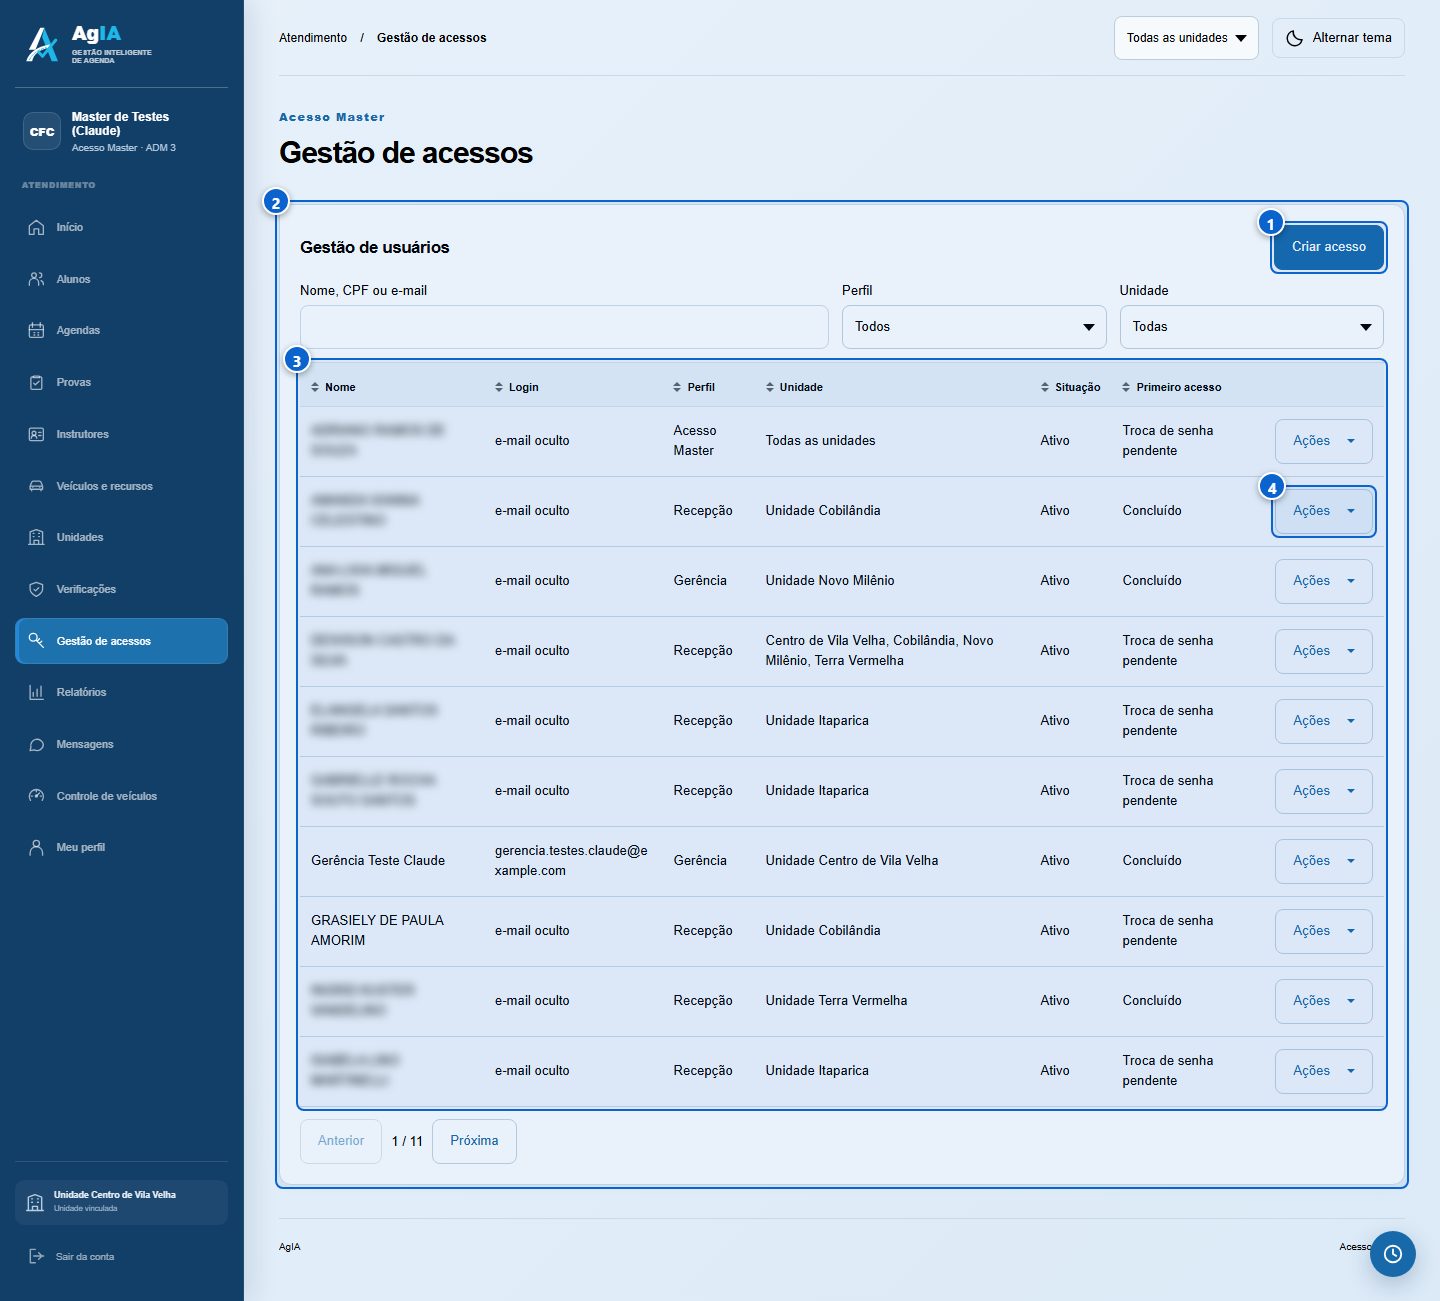 AgIA
GESTÃO INTELIGENTE
DE AGENDA
CFC
Master de Testes
(Claude)
Acesso Master · ADM 3
ATENDIMENTO
Início
Alunos
Agendas
Provas
Instrutores
Veículos e recursos
Unidades
Verificações
Gestão de acessos
Relatórios
Mensagens
Controle de veículos
Meu perfil
Unidade Centro de Vila Velha
Unidade vinculada
Sair da conta
Atendimento / Gestão de acessos
Todas as unidades
Alternar tema
Acesso Master
Gestão de acessos
2
1
Gestão de usuários
Criar acesso
Nome, CPF ou e-mail
Perfil
Todos
Unidade
Todas
3
Nome Login Perfil Unidade Situação Primeiro acesso
e-mail oculto Acesso Master Todas as unidades Ativo Troca de senha pendente Ações
4
e-mail oculto Recepção Unidade Cobilândia Ativo Concluído Ações
e-mail oculto Gerência Unidade Novo Milênio Ativo Concluído Ações
e-mail oculto Recepção Centro de Vila Velha, Cobilândia, Novo Milênio, Terra Vermelha Ativo Troca de senha pendente Ações
e-mail oculto Recepção Unidade Itaparica Ativo Troca de senha pendente Ações
e-mail oculto Recepção Unidade Itaparica Ativo Troca de senha pendente Ações
Gerência Teste Claude gerencia.testes.claude@example.com Gerência Unidade Centro de Vila Velha Ativo Concluído Ações
GRASIELY DE PAULA AMORIM e-mail oculto Recepção Unidade Cobilândia Ativo Troca de senha pendente Ações
e-mail oculto Recepção Unidade Terra Vermelha Ativo Concluído Ações
e-mail oculto Recepção Unidade Itaparica Ativo Troca de senha pendente Ações
Anterior 1 / 11 Próxima
AgIA
Acesso